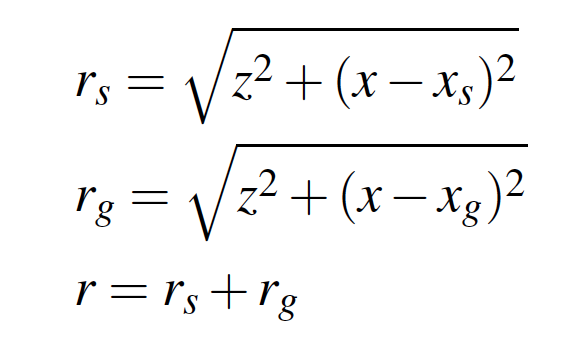 r_s = √(z² + (x − x_s)²)
r_g = √(z² + (x − x_g)²)
r = r_s + r_g